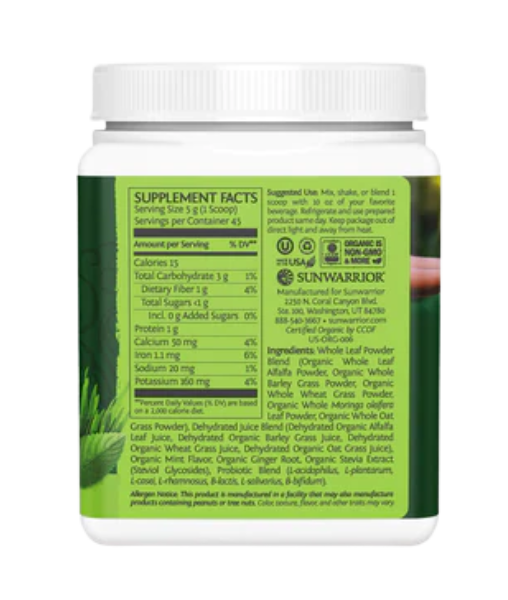 SUPPLEMENT FACTS
Serving Size 5 g (1 Scoop)
Servings per Container 45
Amount per Serving % DV**
Calories 15
Total Carbohydrate 3 g 1%
Dietary Fiber 1 g 4%
Total Sugars <1 g
Incl. 0 g Added Sugars 0%
Protein 1 g
Calcium 50 mg 4%
Iron 1.1 mg 6%
Sodium 20 mg 1%
Potassium 160 mg 4%
**Percent Daily Values (% DV) are based
on a 2,000 calorie diet.
Suggested Use: Mix, shake, or blend 1
scoop with 10 oz of your favorite
beverage. Refrigerate and use prepared
product same day. Keep package out of
direct light and away from heat.
USA
ORGANIC IS
NON-GMO
& MORE
SUNWARRIOR
Manufactured for Sunwarrior
2250 N. Coral Canyon Blvd.
Ste. 100, Washington, UT 84780
888-540-3667 • sunwarrior.com
Certified Organic by CCOF
US-ORG-006
Ingredients: Whole Leaf Powder
Blend (Organic Whole Leaf
Alfalfa Powder, Organic Whole
Barley Grass Powder, Organic
Whole Wheat Grass Powder,
Organic Whole Moringa oleifera
Leaf Powder, Organic Whole Oat
Grass Powder), Dehydrated Juice Blend (Dehydrated Organic Alfalfa
Leaf Juice, Dehydrated Organic Barley Grass Juice, Dehydrated
Organic Wheat Grass Juice, Dehydrated Organic Oat Grass Juice),
Organic Mint Flavor, Organic Ginger Root, Organic Stevia Extract
(Steviol Glycosides), Probiotic Blend (L-acidophilus, L-plantarum,
L-casei, L-rhamnosus, B-lactis, L-salivarius, B-bifidum).
Allergen Notice: This product is manufactured in a facility that may also manufacture
products containing peanuts or tree nuts. Color, texture, flavor, and other traits may vary.